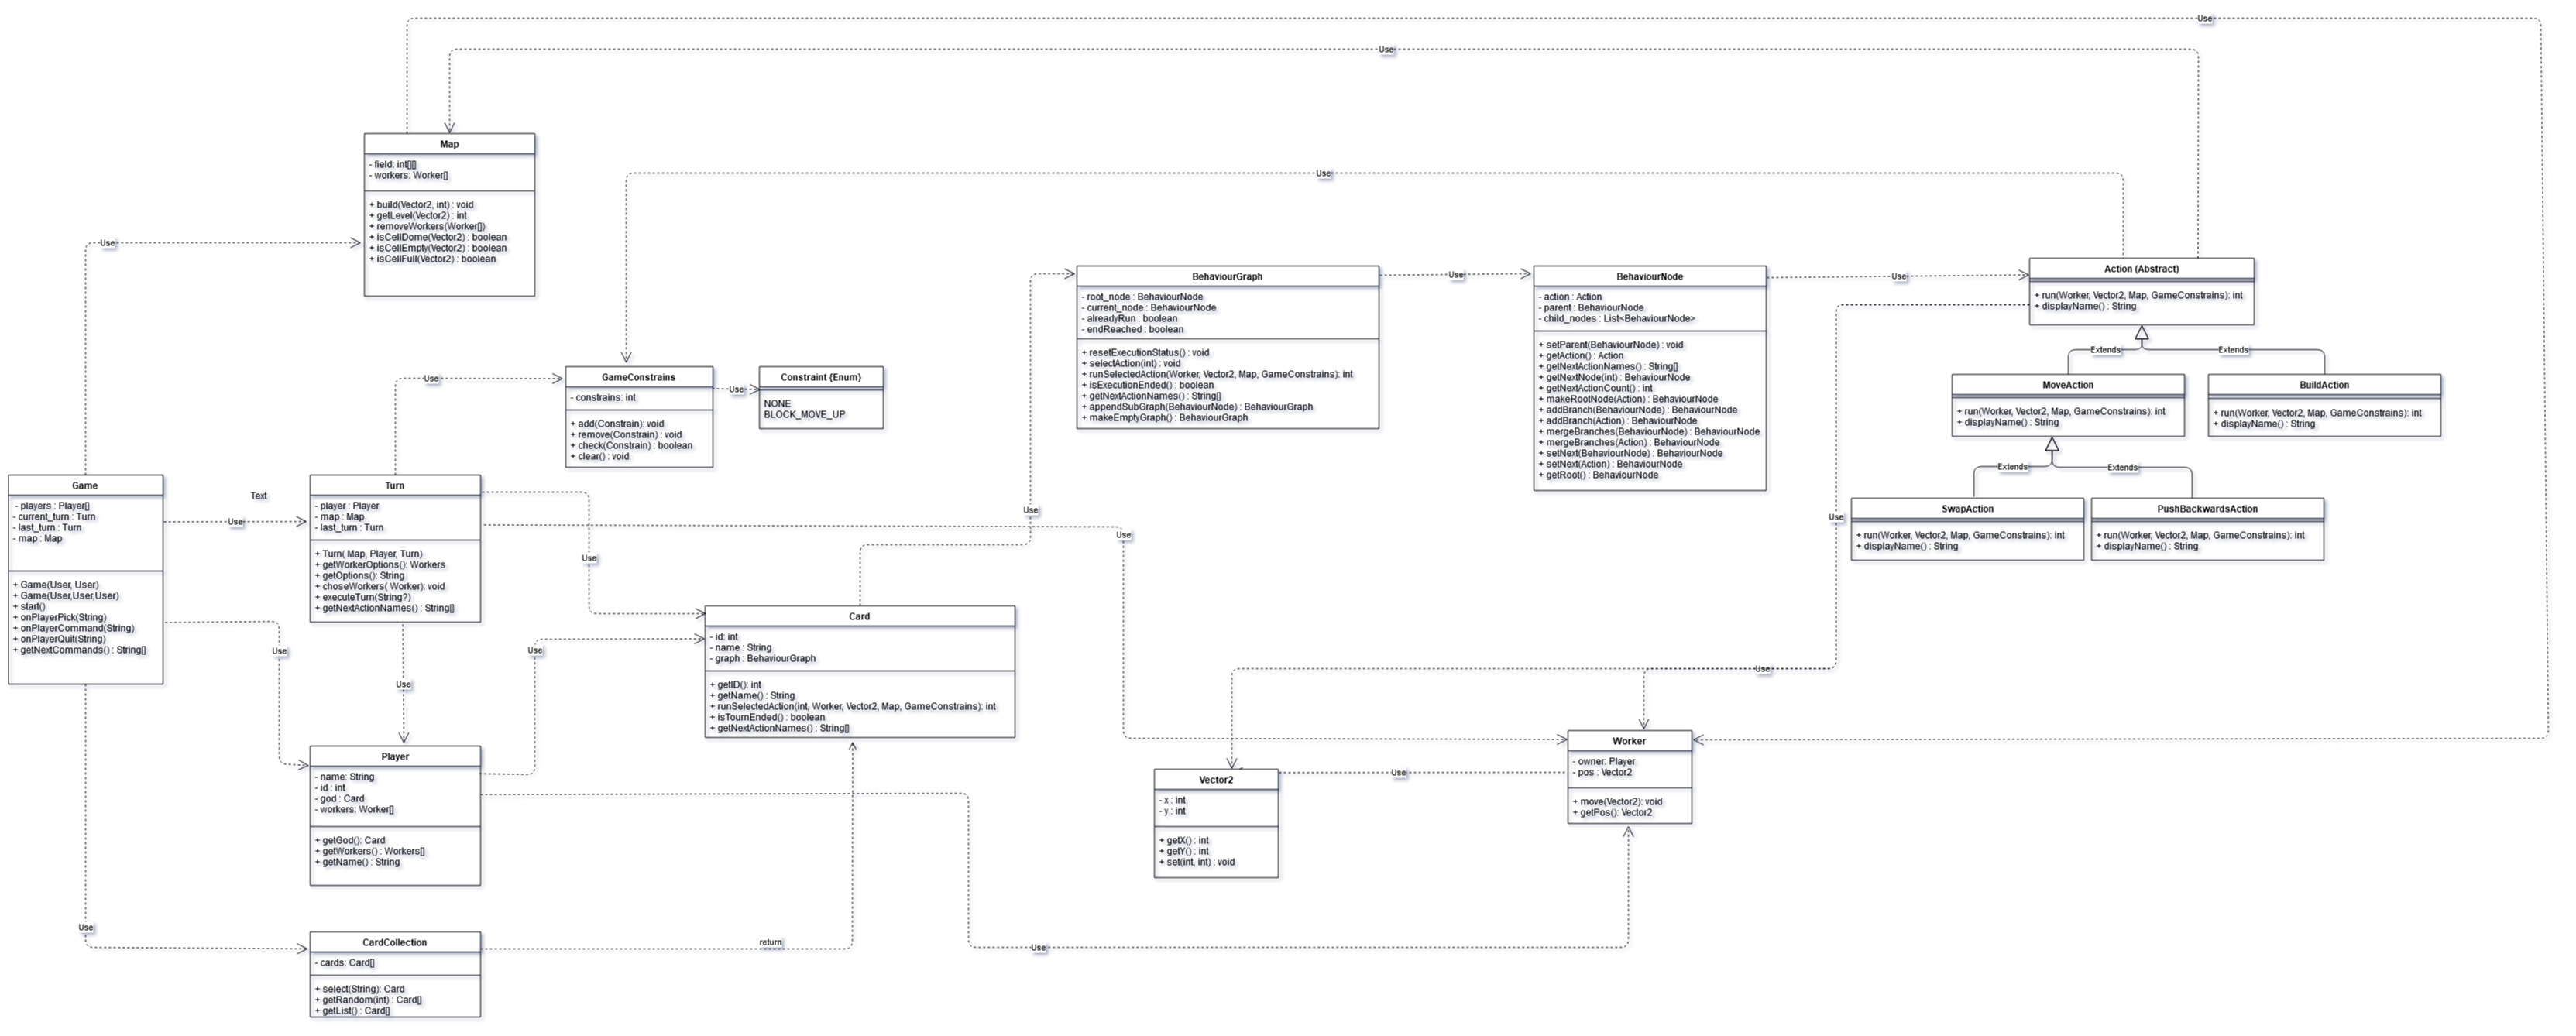 Use
Use
Map
- field: int[][]
- workers: Worker[]
+ build(Vector2, int) : void
+ getLevel(Vector2) : int
+ removeWorkers(Worker[])
+ isCellDome(Vector2) : boolean
+ isCellEmpty(Vector2) : boolean
+ isCellFull(Vector2) : boolean
Use
Use
BehaviourGraph
- root_node : BehaviourNode
- current_node : BehaviourNode
- alreadyRun : boolean
- endReached : boolean
+ resetExecutionStatus() : void
+ selectAction(int) : void
+ runSelectedAction(Worker, Vector2, Map, GameConstrains): int
+ isExecutionEnded() : boolean
+ getNextActionNames() : String[]
+ appendSubGraph(BehaviourNode) : BehaviourGraph
+ makeEmptyGraph() : BehaviourGraph
Use
BehaviourNode
- action : Action
- parent : BehaviourNode
- child_nodes : List<BehaviourNode>
+ setParent(BehaviourNode) : void
+ getAction() : Action
+ getNextActionNames() : String[]
+ getNextNode(int) : BehaviourNode
+ getNextActionCount() : int
+ makeRootNode(Action) : BehaviourNode
+ addBranch(BehaviourNode) : BehaviourNode
+ addBranch(Action) : BehaviourNode
+ mergeBranches(BehaviourNode) : BehaviourNode
+ mergeBranches(Action) : BehaviourNode
+ setNext(BehaviourNode) : BehaviourNode
+ setNext(Action) : BehaviourNode
+ getRoot() : BehaviourNode
Use
Action (Abstract)
+ run(Worker, Vector2, Map, GameConstrains): int
+ displayName() : String
Extends
Extends
MoveAction
+ run(Worker, Vector2, Map, GameConstrains): int
+ displayName() : String
BuildAction
+ run(Worker, Vector2, Map, GameConstrains): int
+ displayName() : String
Extends
Extends
SwapAction
+ run(Worker, Vector2, Map, GameConstrains): int
+ displayName() : String
PushBackwardsAction
+ run(Worker, Vector2, Map, GameConstrains): int
+ displayName() : String
Use
GameConstrains
- constrains: int
+ add(Constrain): void
+ remove(Constrain) : void
+ check(Constrain) : boolean
+ clear() : void
Use
Constraint {Enum}
NONE
BLOCK_MOVE_UP
Game
- players : Player[]
- current_turn : Turn
- last_turn : Turn
- map : Map
+ Game(User, User)
+ Game(User,User,User)
+ start()
+ onPlayerPick(String)
+ onPlayerCommand(String)
+ onPlayerQuit(String)
+ getNextCommands() : String[]
Text
Use
Turn
- player : Player
- map : Map
- last_turn : Turn
+ Turn( Map, Player, Turn)
+ getWorkerOptions(): Workers
+ getOptions(): String
+ choseWorkers( Worker): void
+ executeTurn(String?)
+ getNextActionNames() : String[]
Use
Use
Use
Use
Use
Use
Use
Card
- id: int
- name : String
- graph : BehaviourGraph
+ getID(): int
+ getName() : String
+ runSelectedAction(int, Worker, Vector2, Map, GameConstrains): int
+ isTournEnded() : boolean
+ getNextActionNames() : String[]
Use
Use
Player
- name: String
- id : int
- god : Card
- workers: Worker[]
+ getGod(): Card
+ getWorkers() : Workers[]
+ getName() : String
Vector2
- x : int
- y : int
+ getX() : int
+ getY() : int
+ set(int, int) : void
Use
Worker
- owner: Player
- pos : Vector2
+ move(Vector2): void
+ getPos(): Vector2
Use
CardCollection
- cards: Card[]
+ select(String): Card
+ getRandom(int) : Card[]
+ getList() : Card[]
return
Use